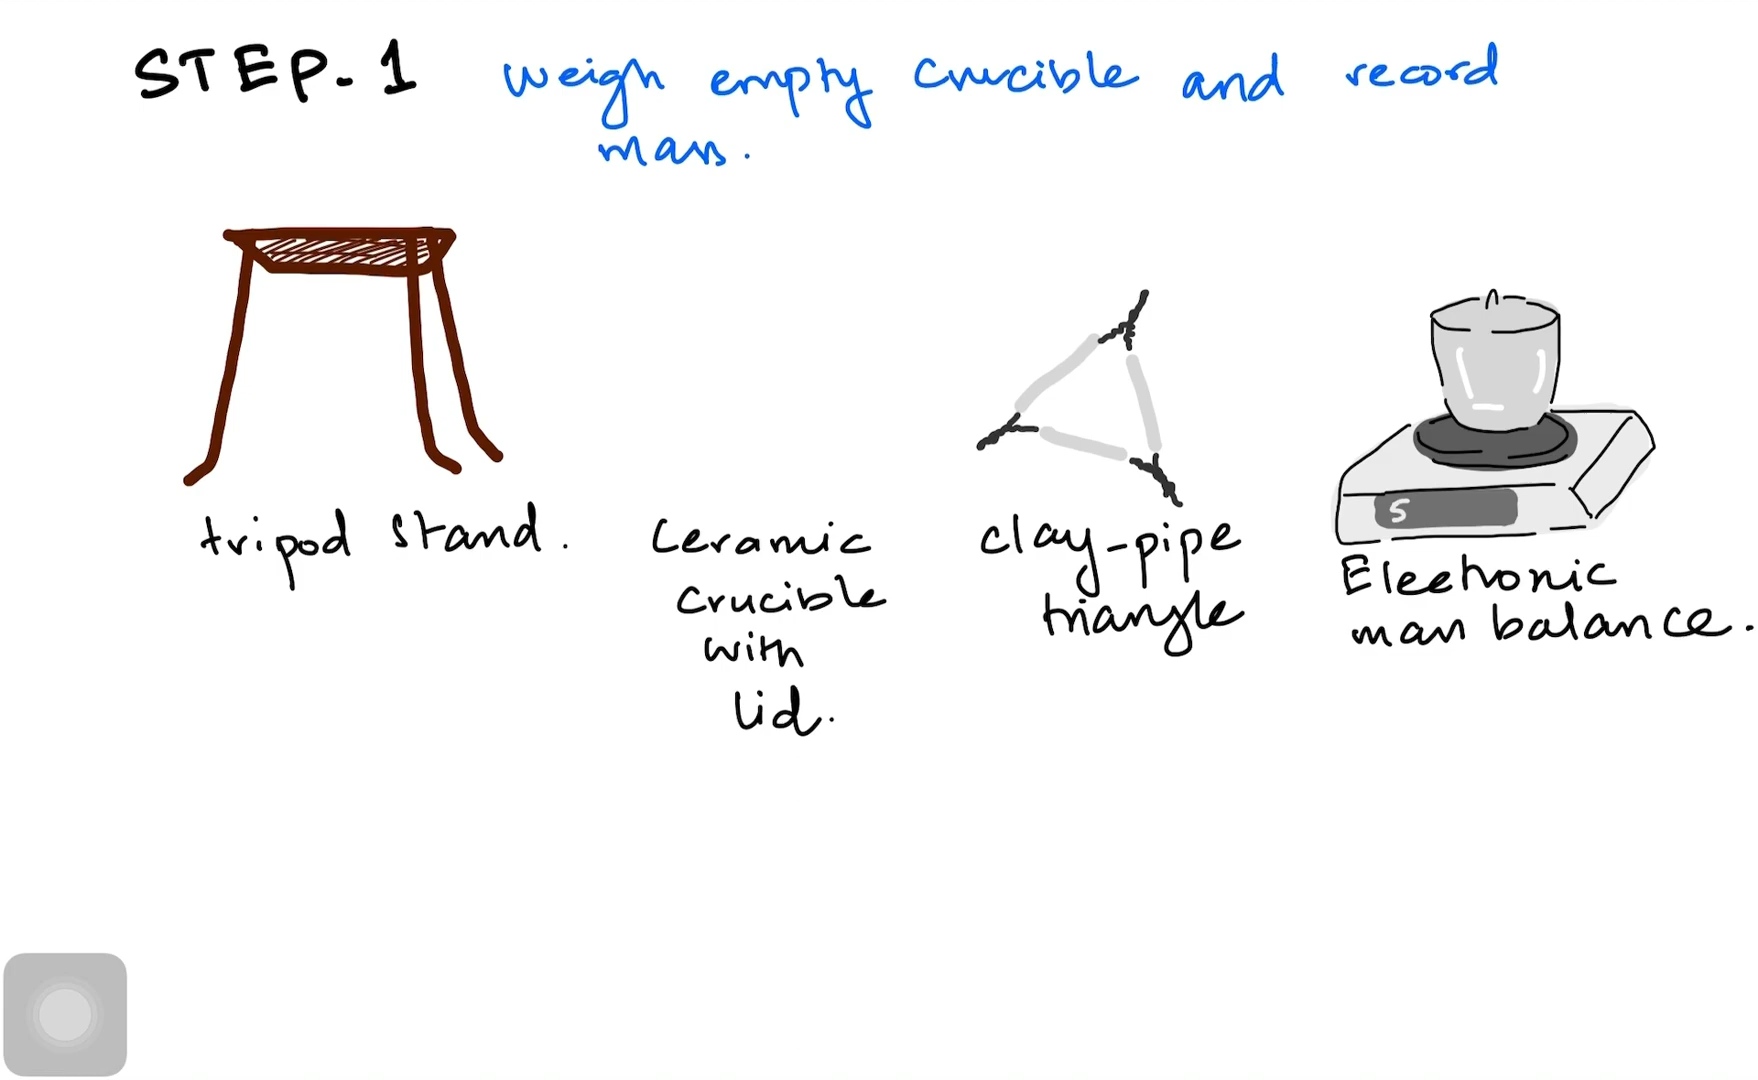 STEP-1 weigh empty crucible and record
mass.
tripod stand.
Ceramic
crucible
with
lid.
clay-pipe
triangle
5
Electronic
mass balance.